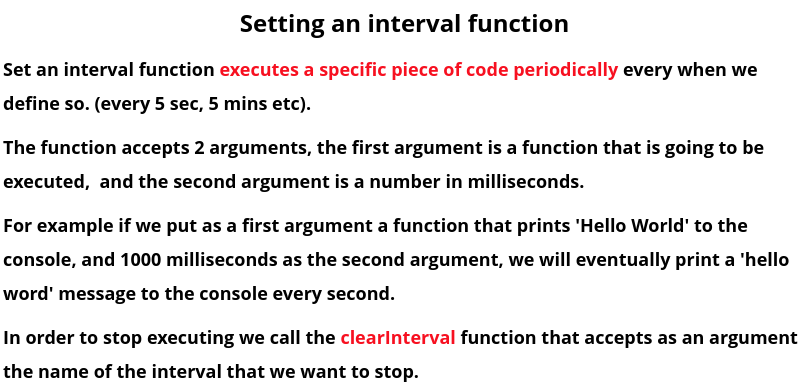 Setting an interval function
Set an interval function executes a specific piece of code periodically every when we
define so. (every 5 sec, 5 mins etc).
The function accepts 2 arguments, the first argument is a function that is going to be
executed,  and the second argument is a number in milliseconds.
For example if we put as a first argument a function that prints 'Hello World' to the
console, and 1000 milliseconds as the second argument, we will eventually print a 'hello
word' message to the console every second.
In order to stop executing we call the clearInterval function that accepts as an argument
the name of the interval that we want to stop.